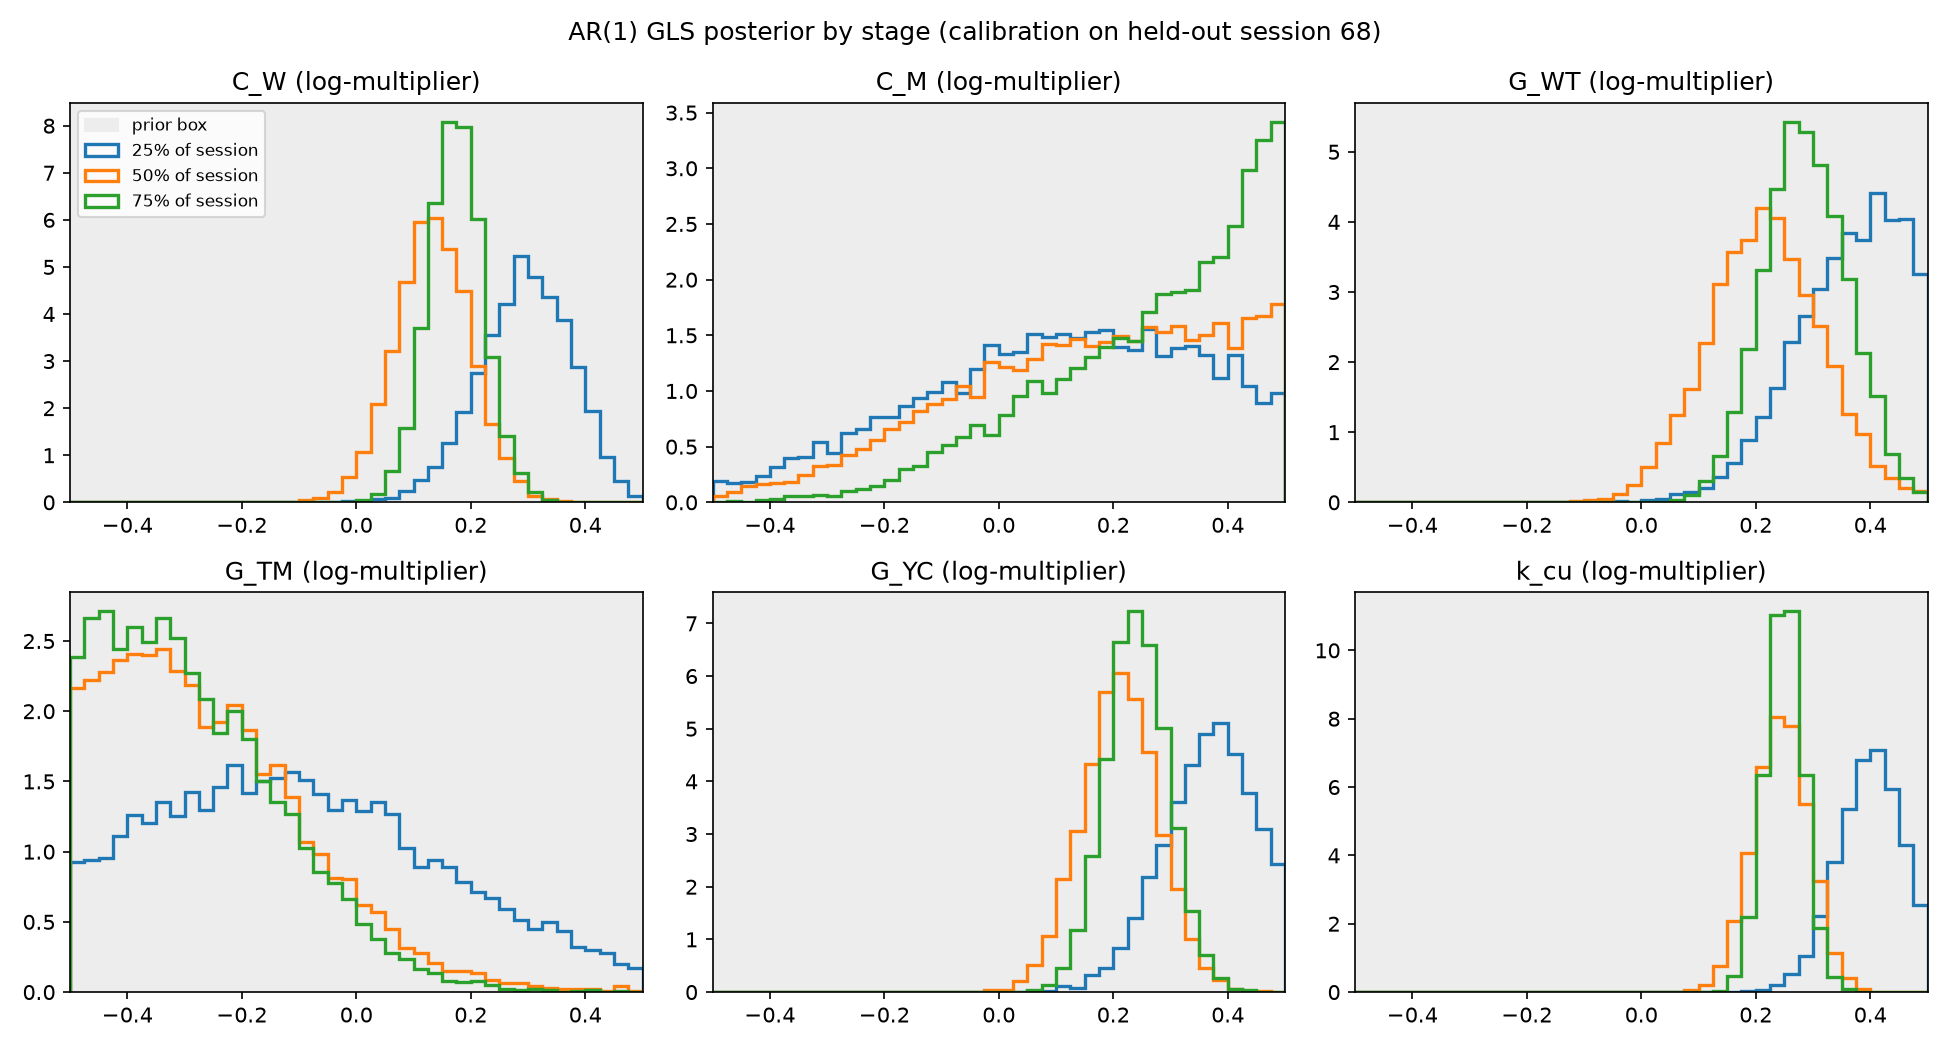 AR(1) GLS posterior by stage (calibration on held-out session 68)
C_W (log-multiplier)
C_M (log-multiplier)
G_WT (log-multiplier)
prior box
25% of session
50% of session
75% of session
8
7
6
5
4
3
2
1
0
−0.4 −0.2 0.0 0.2 0.4
3.5
3.0
2.5
2.0
1.5
1.0
0.5
0.0
−0.4 −0.2 0.0 0.2 0.4
5
4
3
2
1
0
−0.4 −0.2 0.0 0.2 0.4
G_TM (log-multiplier)
G_YC (log-multiplier)
k_cu (log-multiplier)
2.5
2.0
1.5
1.0
0.5
0.0
−0.4 −0.2 0.0 0.2 0.4
7
6
5
4
3
2
1
0
−0.4 −0.2 0.0 0.2 0.4
10
8
6
4
2
0
−0.4 −0.2 0.0 0.2 0.4